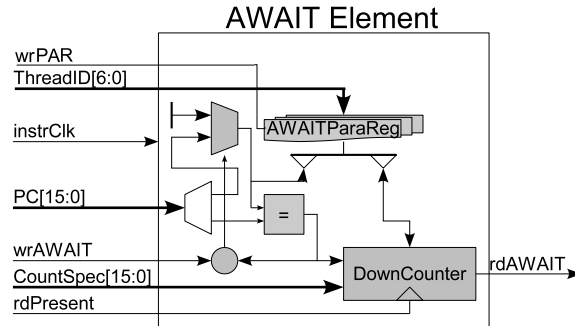 AWAIT Element
wrPAR
ThreadID[6:0]
AWAITParaReg
instrClk
PC[15:0]
=
wrAWAIT
CountSpec[15:0]
DownCounter
rdAWAIT
rdPresent